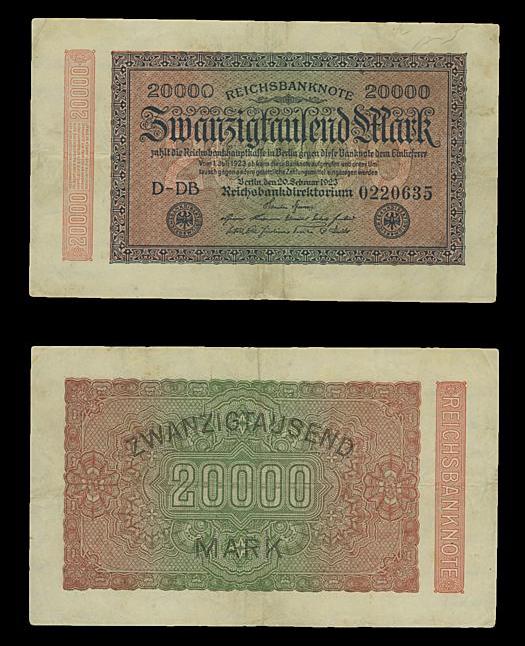 20000 REICHSBANKNOTE 20000
Zwanzigtausend Mark
zahlt die Reichsbankhauptkasse in Berlin gegen diese Banknote dem Einlieferer
Vom 1. Juli 1923 ab kann diese Banknote aufgerufen und unter Um-
tausch gegen andere gesetzliche Zahlungsmittel eingezogen werden
Berlin, den 20. Februar 1923
D-DB Reichsbankdirektorium 0220635
20000
20000
ZWANZIGTAUSEND
20000
MARK
REICHSBANKNOTE